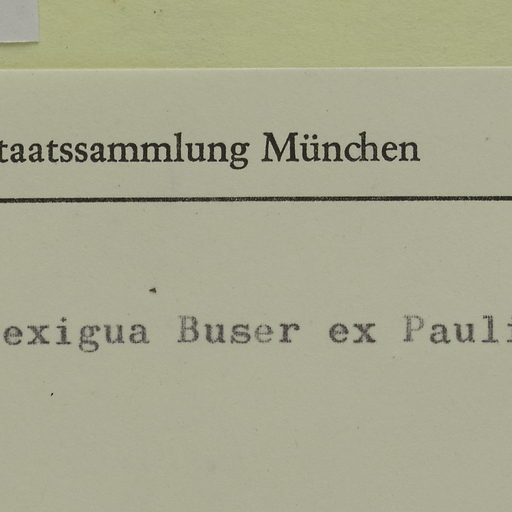 taatssammlung München
exigua Buser ex Pauli